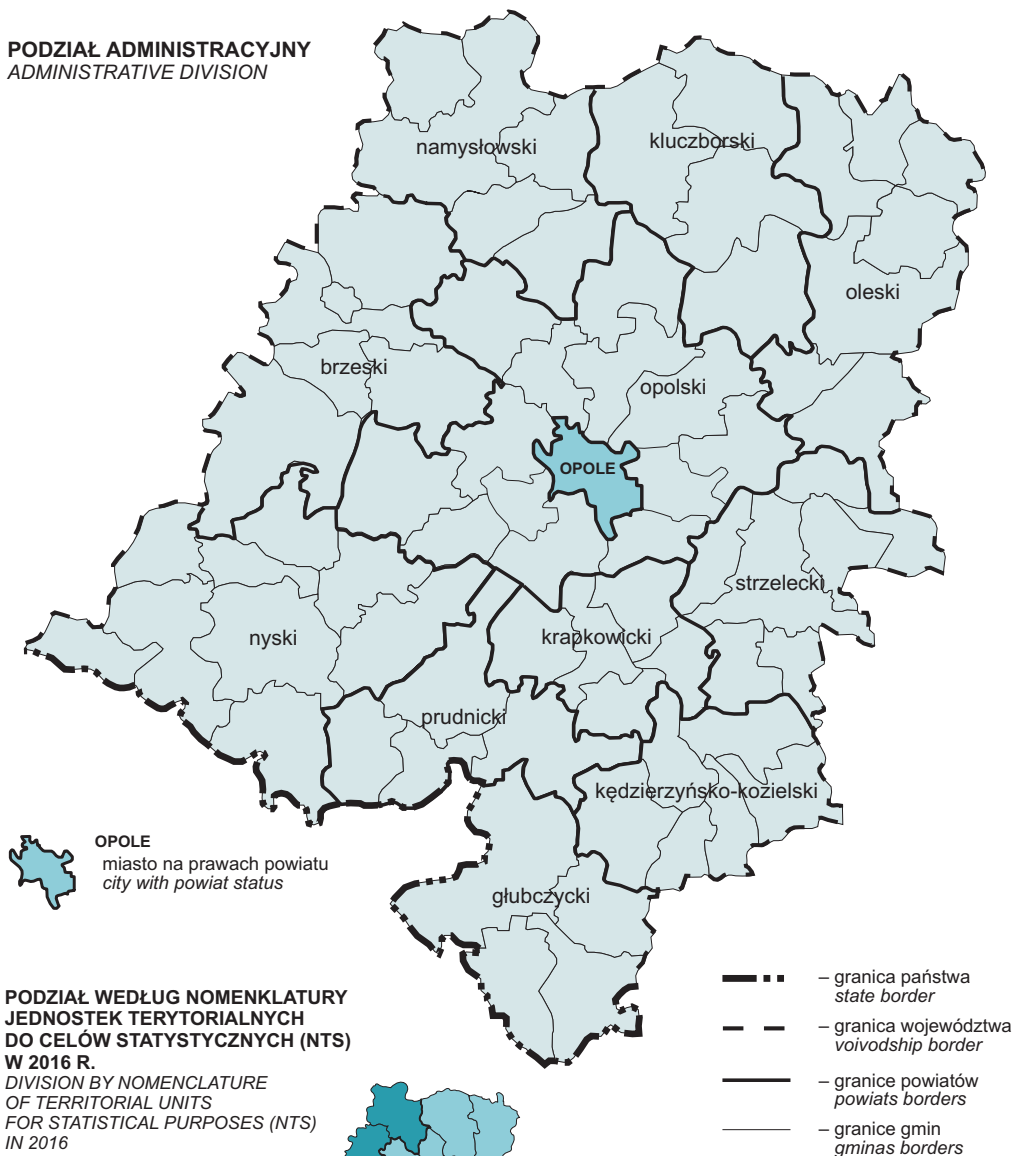 PODZIAŁ ADMINISTRACYJNY
ADMINISTRATIVE DIVISION
namysłowski
kluczborski
oleski
brzeski
opolski
OPOLE
strzelecki
nyski
krapkowicki
prudnicki
kędzierzyńsko-kozielski
głubczycki
OPOLE
miasto na prawach powiatu
city with powiat status
– granica państwa
state border
– granica województwa
voivodship border
– granice powiatów
powiats borders
– granice gmin
gminas borders
PODZIAŁ WEDŁUG NOMENKLATURY
JEDNOSTEK TERYTORIALNYCH
DO CELÓW STATYSTYCZNYCH (NTS)
W 2016 R.
DIVISION BY NOMENCLATURE
OF TERRITORIAL UNITS
FOR STATISTICAL PURPOSES (NTS)
IN 2016